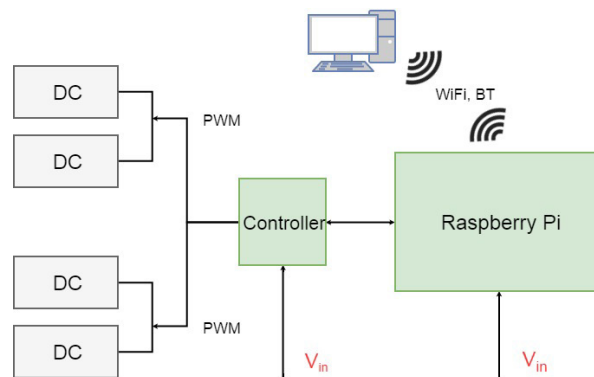 WiFi, BT
DC
PWM
DC
Controller
Raspberry Pi
DC
PWM
DC
Vin
Vin